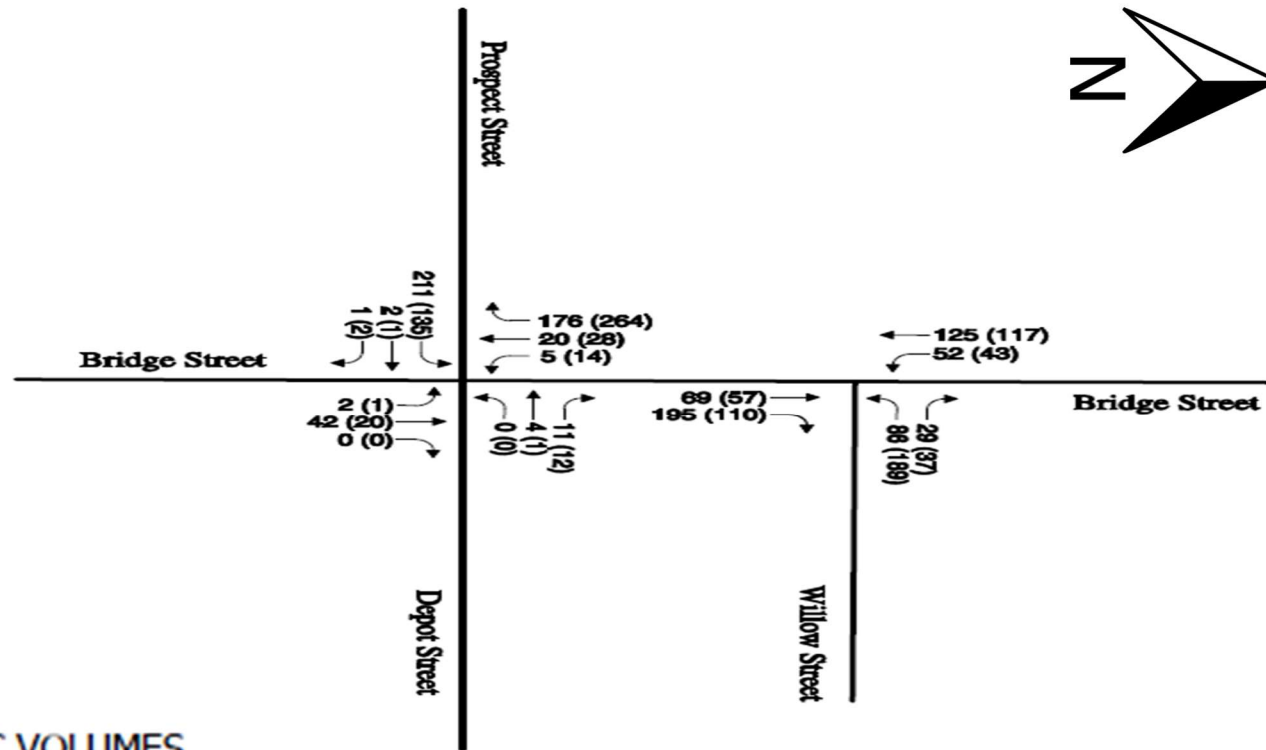 Prospect Street
N
211 (135)
2 (1)
1 (2)
176 (264)
20 (28)
5 (14)
125 (117)
52 (43)
Bridge Street
Bridge Street
2 (1)
42 (20)
0 (0)
0 (0)
4 (1)
11 (12)
69 (57)
195 (110)
86 (189)
29 (37)
Depot Street
Willow Street
VOLUMES